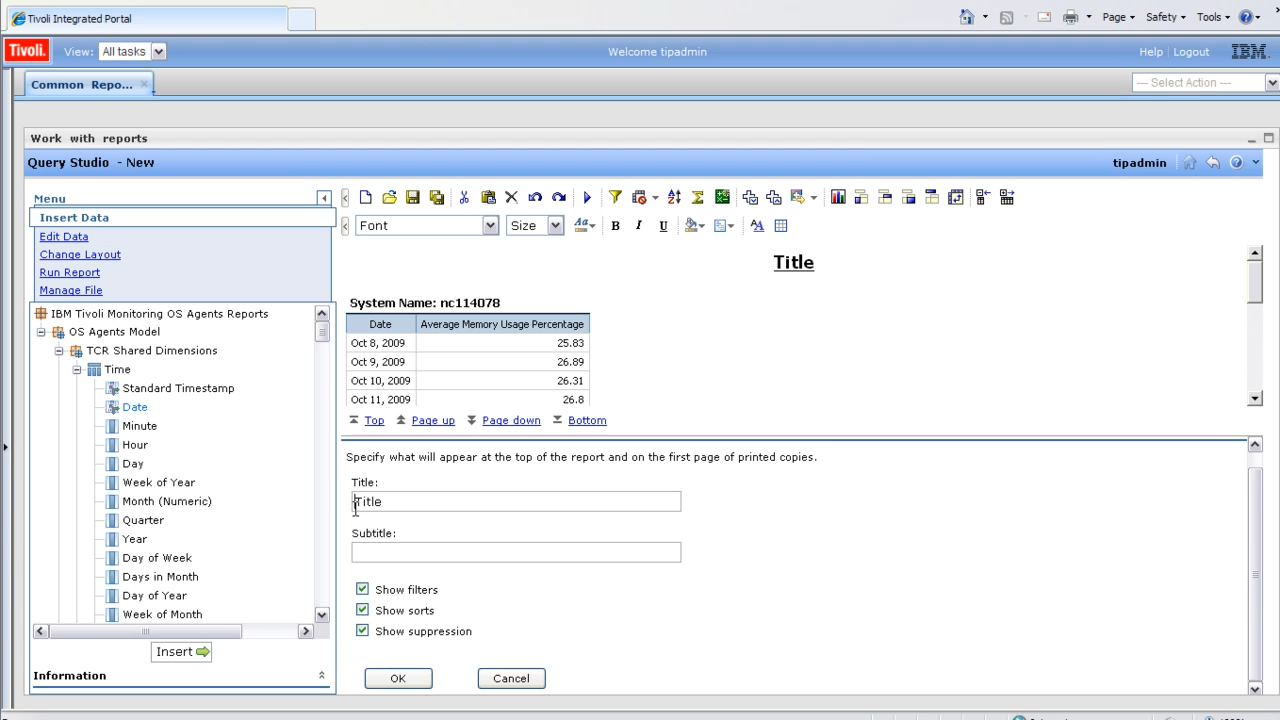 Tivoli Integrated Portal
Page
Safety
Tools
Tivoli.
View:
All tasks
Welcome tipadmin
Help
Logout
IBM
Common Repo...
--- Select Action ---
Work with reports
Query Studio - New
tipadmin
Menu
Insert Data
Edit Data
Change Layout
Run Report
Manage File
Font
Size
B
I
U
Title
System Name: nc114078
Date
Average Memory Usage Percentage
Oct 8, 2009
25.83
Oct 9, 2009
26.89
Oct 10, 2009
26.31
Oct 11, 2009
26.8
Top
Page up
Page down
Bottom
IBM Tivoli Monitoring OS Agents Reports
OS Agents Model
TCR Shared Dimensions
Time
Standard Timestamp
Date
Minute
Hour
Day
Week of Year
Month (Numeric)
Quarter
Year
Day of Week
Days in Month
Day of Year
Week of Month
Insert
Information
Specify what will appear at the top of the report and on the first page of printed copies.
Title:
Title
Subtitle:
Show filters
Show sorts
Show suppression
OK
Cancel